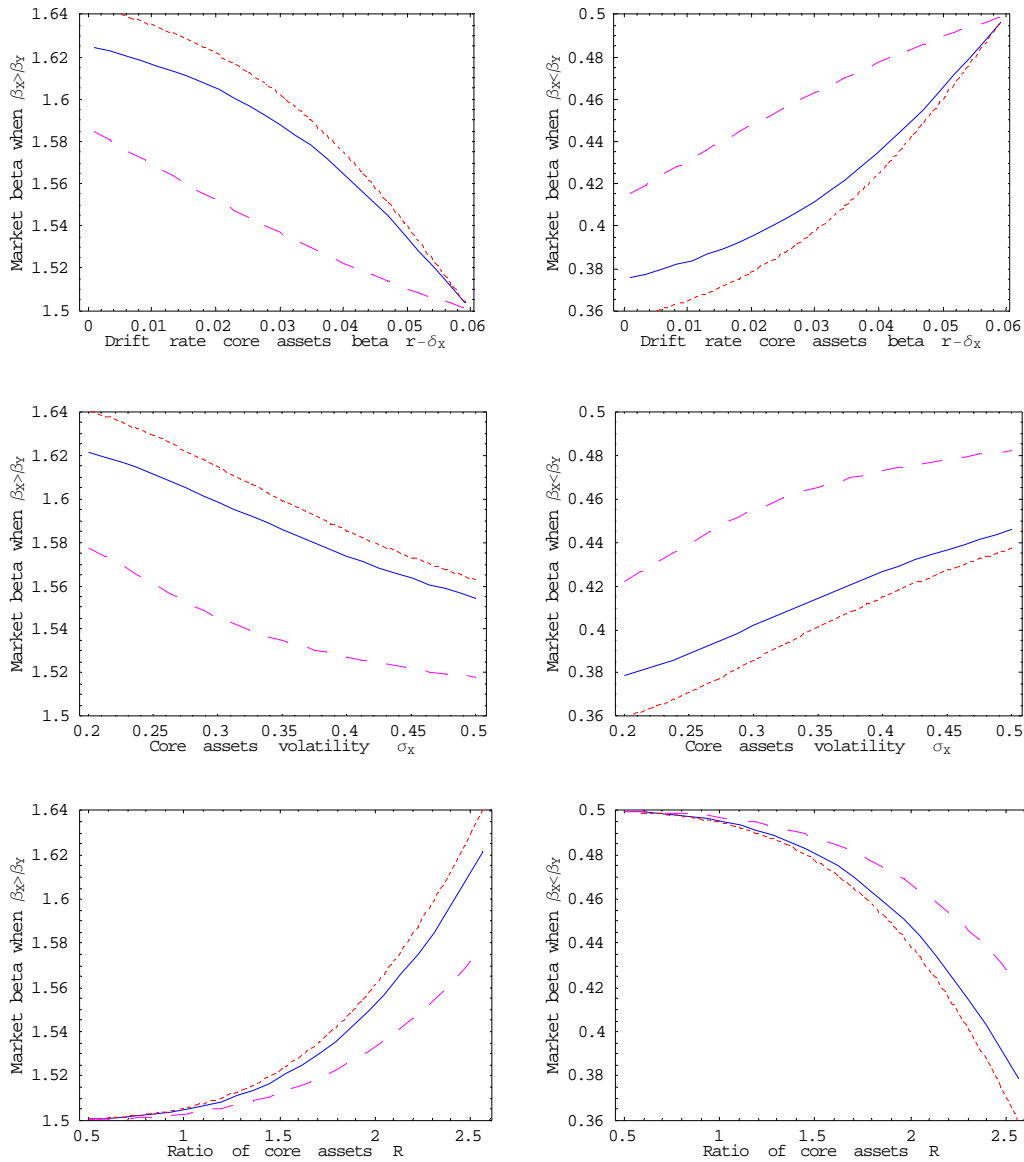 1.64
1.62
1.6
1.58
1.56
1.54
1.52
1.5
Market beta when βX>βY
0 0.01 0.02 0.03 0.04 0.05 0.06
Drift rate core assets beta r-δX
0.5
0.48
0.46
0.44
0.42
0.4
0.38
0.36
Market beta when βX<βY
0 0.01 0.02 0.03 0.04 0.05 0.06
Drift rate core assets beta r-δX
1.64
1.62
1.6
1.58
1.56
1.54
1.52
1.5
Market beta when βX>βY
0.2 0.25 0.3 0.35 0.4 0.45 0.5
Core assets volatility σX
0.5
0.48
0.46
0.44
0.42
0.4
0.38
0.36
Market beta when βX<βY
0.2 0.25 0.3 0.35 0.4 0.45 0.5
Core assets volatility σX
1.64
1.62
1.6
1.58
1.56
1.54
1.52
1.5
Market beta when βX>βY
0.5 1 1.5 2 2.5
Ratio of core assets R
0.5
0.48
0.46
0.44
0.42
0.4
0.38
0.36
Market beta when βX<βY
0.5 1 1.5 2 2.5
Ratio of core assets R